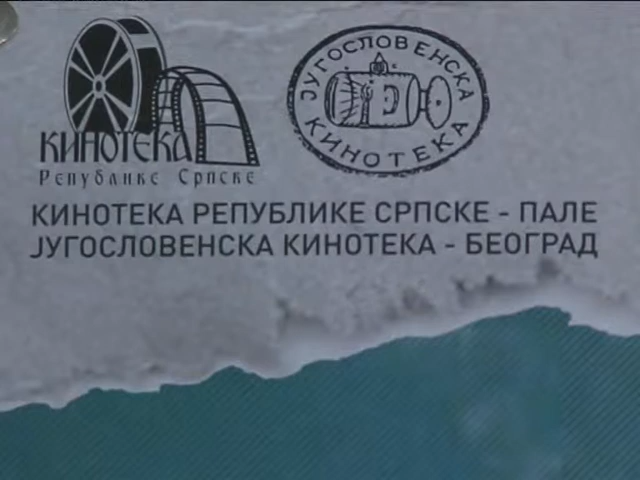 КИНОТЕКА
Републике Српске
ЈУГОСЛОВЕНСКА
КИНОТЕКА
КИНОТЕКА РЕПУБЛИКЕ СРПСКЕ - ПАЛЕ
ЈУГОСЛОВЕНСКА КИНОТЕКА - БЕОГРАД